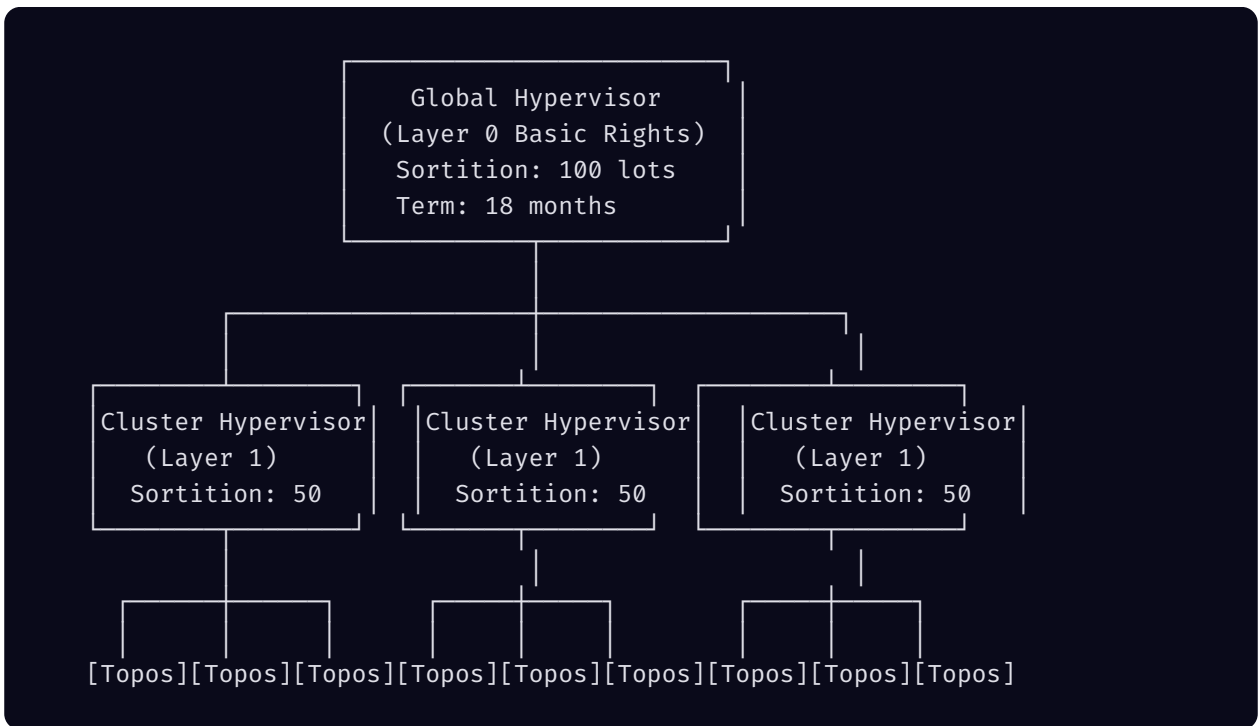 Global Hypervisor
(Layer 0 Basic Rights)
Sortition: 100 lots
Term: 18 months
Cluster Hypervisor
(Layer 1)
Sortition: 50
Cluster Hypervisor
(Layer 1)
Sortition: 50
Cluster Hypervisor
(Layer 1)
Sortition: 50
[Topos][Topos][Topos][Topos][Topos][Topos][Topos][Topos][Topos]